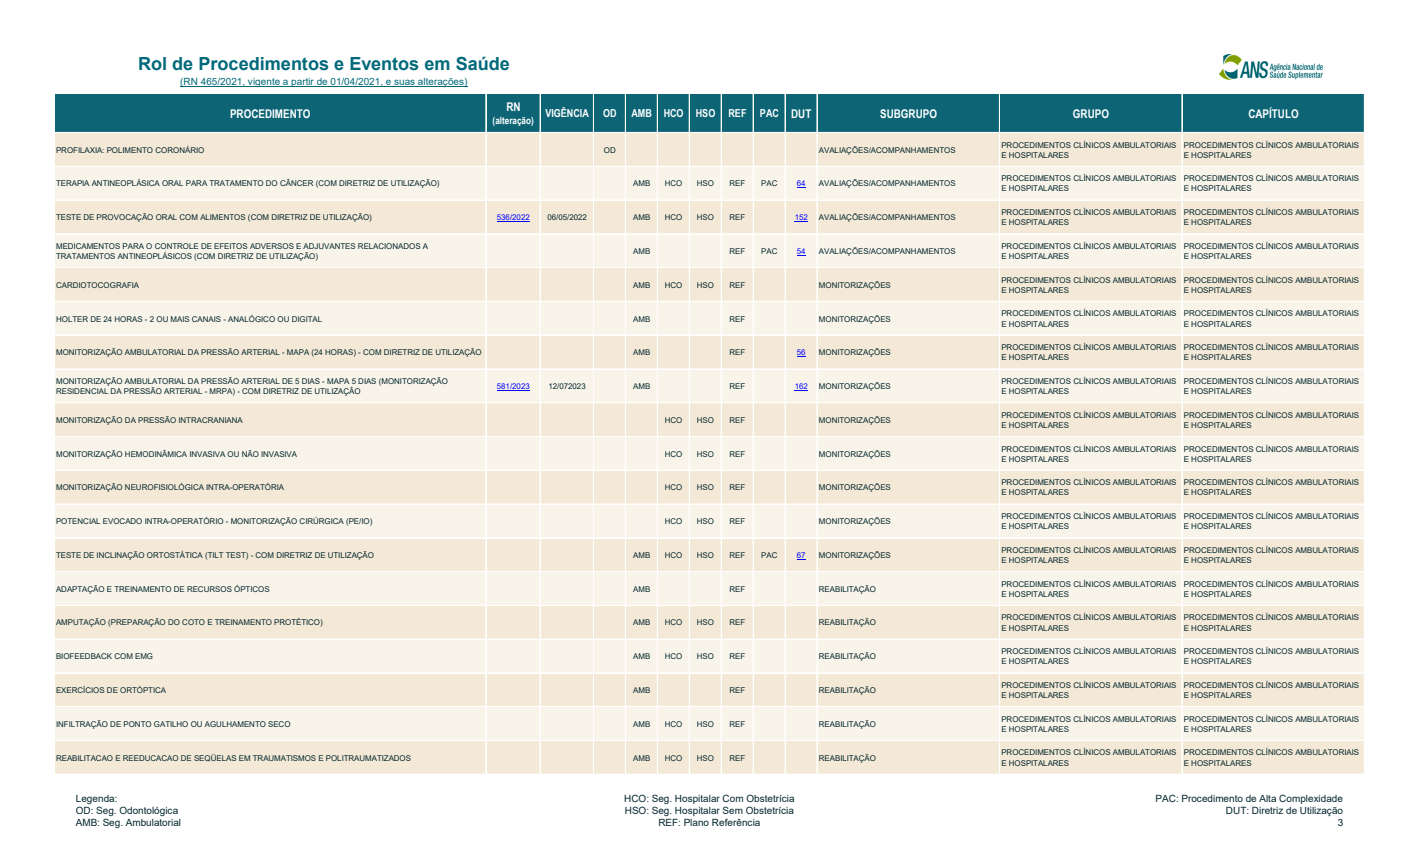 Rol de Procedimentos e Eventos em Saúde
(RN 465/2021, vigente a partir de 01/04/2021, e suas alterações)
ANS Agência Nacional de
Saúde Suplementar
PROCEDIMENTO RN (alteração) VIGÊNCIA OD AMB HCO HSO REF PAC DUT SUBGRUPO GRUPO CAPÍTULO
PROFILAXIA: POLIMENTO CORONÁRIO OD AVALIAÇÕES/ACOMPANHAMENTOS PROCEDIMENTOS CLÍNICOS AMBULATORIAIS PROCEDIMENTOS CLÍNICOS AMBULATORIAIS
E HOSPITALARES E HOSPITALARES
TERAPIA ANTINEOPLÁSICA ORAL PARA TRATAMENTO DO CÂNCER (COM DIRETRIZ DE UTILIZAÇÃO) AMB HCO HSO REF PAC 64 AVALIAÇÕES/ACOMPANHAMENTOS PROCEDIMENTOS CLÍNICOS AMBULATORIAIS PROCEDIMENTOS CLÍNICOS AMBULATORIAIS
E HOSPITALARES E HOSPITALARES
TESTE DE PROVOCAÇÃO ORAL COM ALIMENTOS (COM DIRETRIZ DE UTILIZAÇÃO) 536/2022 06/05/2022 AMB HCO HSO REF 152 AVALIAÇÕES/ACOMPANHAMENTOS PROCEDIMENTOS CLÍNICOS AMBULATORIAIS PROCEDIMENTOS CLÍNICOS AMBULATORIAIS
E HOSPITALARES E HOSPITALARES
MEDICAMENTOS PARA O CONTROLE DE EFEITOS ADVERSOS E ADJUVANTES RELACIONADOS A
TRATAMENTOS ANTINEOPLÁSICOS (COM DIRETRIZ DE UTILIZAÇÃO) AMB REF PAC 54 AVALIAÇÕES/ACOMPANHAMENTOS PROCEDIMENTOS CLÍNICOS AMBULATORIAIS PROCEDIMENTOS CLÍNICOS AMBULATORIAIS
E HOSPITALARES E HOSPITALARES
CARDIOTOCOGRAFIA AMB HCO HSO REF MONITORIZAÇÕES PROCEDIMENTOS CLÍNICOS AMBULATORIAIS PROCEDIMENTOS CLÍNICOS AMBULATORIAIS
E HOSPITALARES E HOSPITALARES
HOLTER DE 24 HORAS - 2 OU MAIS CANAIS - ANALÓGICO OU DIGITAL AMB REF MONITORIZAÇÕES PROCEDIMENTOS CLÍNICOS AMBULATORIAIS PROCEDIMENTOS CLÍNICOS AMBULATORIAIS
E HOSPITALARES E HOSPITALARES
MONITORIZAÇÃO AMBULATORIAL DA PRESSÃO ARTERIAL - MAPA (24 HORAS) - COM DIRETRIZ DE UTILIZAÇÃO AMB REF 56 MONITORIZAÇÕES PROCEDIMENTOS CLÍNICOS AMBULATORIAIS PROCEDIMENTOS CLÍNICOS AMBULATORIAIS
E HOSPITALARES E HOSPITALARES
MONITORIZAÇÃO AMBULATORIAL DA PRESSÃO ARTERIAL DE 5 DIAS - MAPA 5 DIAS (MONITORIZAÇÃO
RESIDENCIAL DA PRESSÃO ARTERIAL - MRPA) - COM DIRETRIZ DE UTILIZAÇÃO 581/2023 12/072023 AMB REF 162 MONITORIZAÇÕES PROCEDIMENTOS CLÍNICOS AMBULATORIAIS PROCEDIMENTOS CLÍNICOS AMBULATORIAIS
E HOSPITALARES E HOSPITALARES
MONITORIZAÇÃO DA PRESSÃO INTRACRANIANA HCO HSO REF MONITORIZAÇÕES PROCEDIMENTOS CLÍNICOS AMBULATORIAIS PROCEDIMENTOS CLÍNICOS AMBULATORIAIS
E HOSPITALARES E HOSPITALARES
MONITORIZAÇÃO HEMODINÂMICA INVASIVA OU NÃO INVASIVA HCO HSO REF MONITORIZAÇÕES PROCEDIMENTOS CLÍNICOS AMBULATORIAIS PROCEDIMENTOS CLÍNICOS AMBULATORIAIS
E HOSPITALARES E HOSPITALARES
MONITORIZAÇÃO NEUROFISIOLÓGICA INTRA-OPERATÓRIA HCO HSO REF MONITORIZAÇÕES PROCEDIMENTOS CLÍNICOS AMBULATORIAIS PROCEDIMENTOS CLÍNICOS AMBULATORIAIS
E HOSPITALARES E HOSPITALARES
POTENCIAL EVOCADO INTRA-OPERATÓRIO - MONITORIZAÇÃO CIRÚRGICA (PE/IO) HCO HSO REF MONITORIZAÇÕES PROCEDIMENTOS CLÍNICOS AMBULATORIAIS PROCEDIMENTOS CLÍNICOS AMBULATORIAIS
E HOSPITALARES E HOSPITALARES
TESTE DE INCLINAÇÃO ORTOSTÁTICA (TILT TEST) - COM DIRETRIZ DE UTILIZAÇÃO AMB HCO HSO REF PAC 67 MONITORIZAÇÕES PROCEDIMENTOS CLÍNICOS AMBULATORIAIS PROCEDIMENTOS CLÍNICOS AMBULATORIAIS
E HOSPITALARES E HOSPITALARES
ADAPTAÇÃO E TREINAMENTO DE RECURSOS ÓPTICOS AMB REF REABILITAÇÃO PROCEDIMENTOS CLÍNICOS AMBULATORIAIS PROCEDIMENTOS CLÍNICOS AMBULATORIAIS
E HOSPITALARES E HOSPITALARES
AMPUTAÇÃO (PREPARAÇÃO DO COTO E TREINAMENTO PROTÉTICO) AMB HCO HSO REF REABILITAÇÃO PROCEDIMENTOS CLÍNICOS AMBULATORIAIS PROCEDIMENTOS CLÍNICOS AMBULATORIAIS
E HOSPITALARES E HOSPITALARES
BIOFEEDBACK COM EMG AMB HCO HSO REF REABILITAÇÃO PROCEDIMENTOS CLÍNICOS AMBULATORIAIS PROCEDIMENTOS CLÍNICOS AMBULATORIAIS
E HOSPITALARES E HOSPITALARES
EXERCÍCIOS DE ORTÓPTICA AMB REF REABILITAÇÃO PROCEDIMENTOS CLÍNICOS AMBULATORIAIS PROCEDIMENTOS CLÍNICOS AMBULATORIAIS
E HOSPITALARES E HOSPITALARES
INFILTRAÇÃO DE PONTO GATILHO OU AGULHAMENTO SECO AMB HCO HSO REF REABILITAÇÃO PROCEDIMENTOS CLÍNICOS AMBULATORIAIS PROCEDIMENTOS CLÍNICOS AMBULATORIAIS
E HOSPITALARES E HOSPITALARES
REABILITACAO E REEDUCACAO DE SEQÜELAS EM TRAUMATISMOS E POLITRAUMATIZADOS AMB HCO HSO REF REABILITAÇÃO PROCEDIMENTOS CLÍNICOS AMBULATORIAIS PROCEDIMENTOS CLÍNICOS AMBULATORIAIS
E HOSPITALARES E HOSPITALARES
Legenda: HCO: Seg. Hospitalar Com Obstetrícia PAC: Procedimento de Alta Complexidade
OD: Seg. Odontológica HSO: Seg. Hospitalar Sem Obstetrícia DUT: Diretriz de Utilização
AMB: Seg. Ambulatorial REF: Plano Referência 3